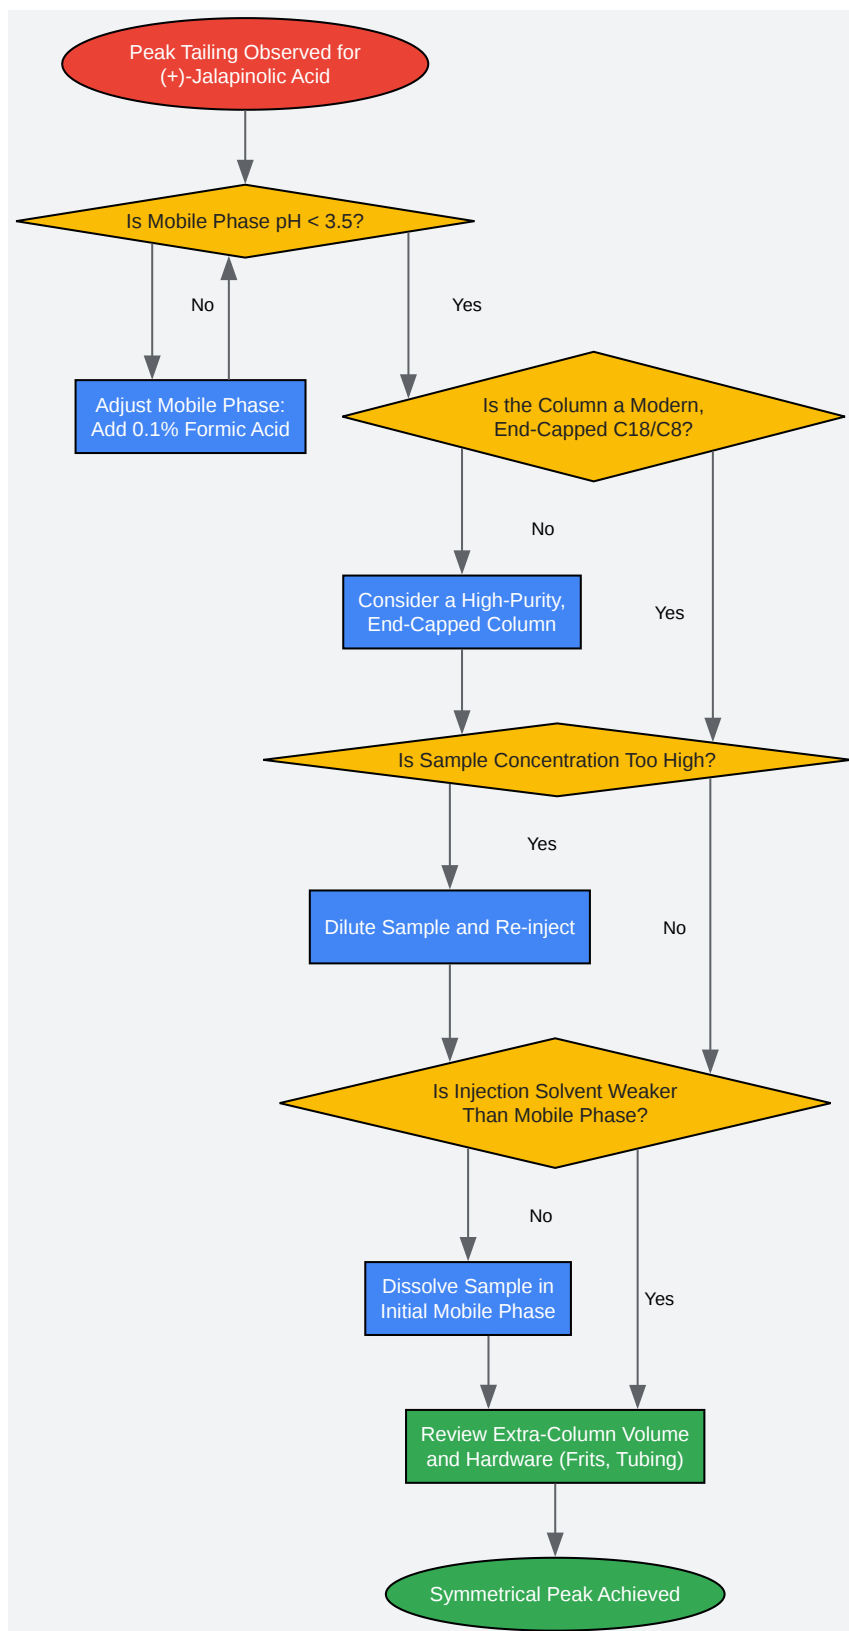 Peak Tailing Observed for
(+)-Jalapinolic Acid
Is Mobile Phase pH < 3.5?
No
Yes
Adjust Mobile Phase:
Add 0.1% Formic Acid
Is the Column a Modern,
End-Capped C18/C8?
No
Consider a High-Purity,
End-Capped Column
Yes
Is Sample Concentration Too High?
Yes
Dilute Sample and Re-inject
No
Is Injection Solvent Weaker
Than Mobile Phase?
No
Dissolve Sample in
Initial Mobile Phase
Yes
Review Extra-Column Volume
and Hardware (Frits, Tubing)
Symmetrical Peak Achieved